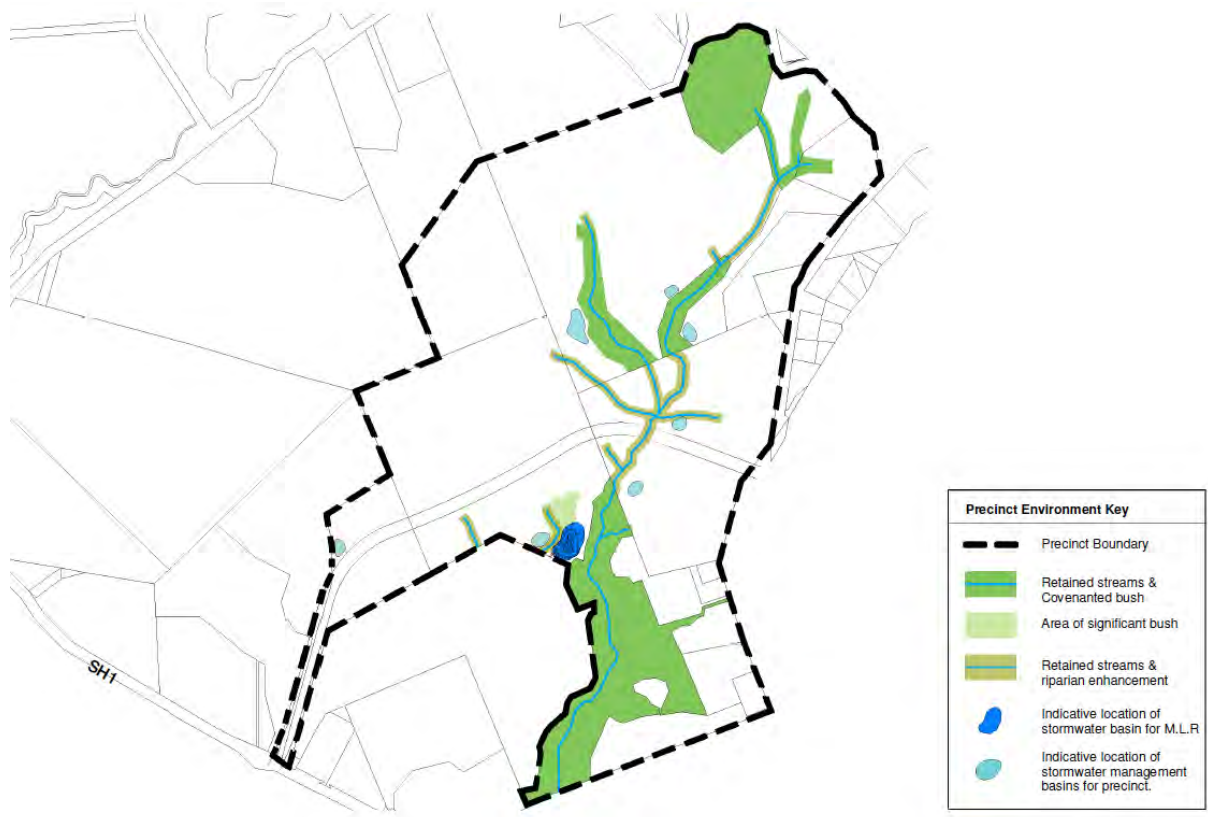 SH1
Precinct Environment Key
Precinct Boundary
Retained streams &
Covenanted bush
Area of significant bush
Retained streams &
riparian enhancement
Indicative location of
stormwater basin for M.L.R
Indicative location of
stormwater management
basins for precinct.